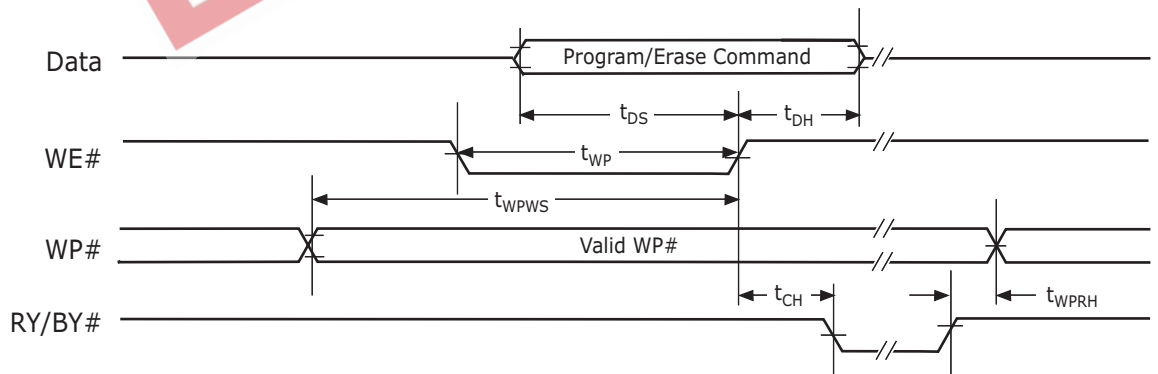 Data
Program/Erase Command
tDS
tDH
WE#
tWP
tWPWS
WP#
Valid WP#
tCH
tWPRH
RY/BY#